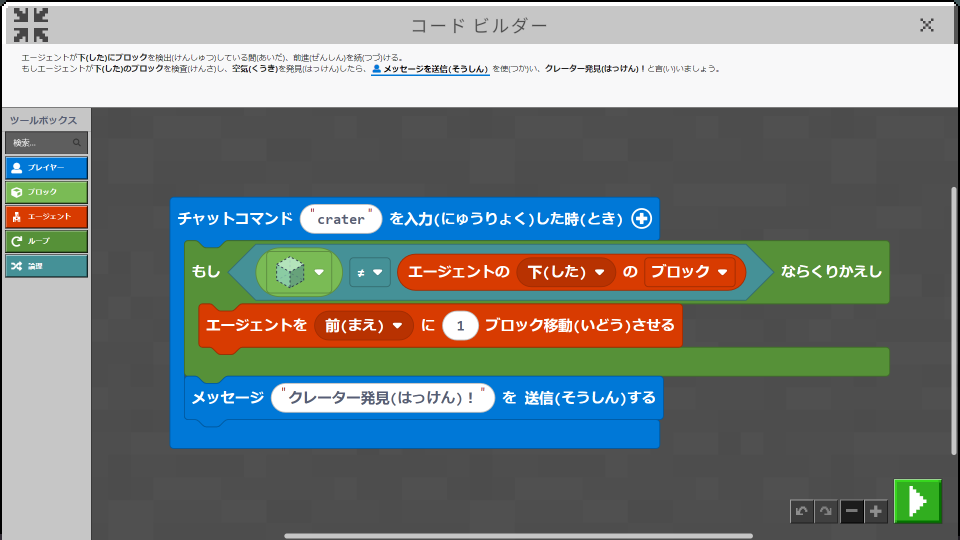 コード ビルダー
エージェントが下(した)にブロックを検出(けんしゅつ)している間(あいだ)、前進(ぜんしん)を続(つづ)ける。
もしエージェントが下(した)のブロックを検査(けんさ)し、空気(くうき)を発見(はっけん)したら、メッセージを送信(そうしん) を使(つか)い、クレーター発見(はっけん)！と言(い)いましょう。
ツールボックス
検索...
プレイヤー
ブロック
エージェント
ループ
論理
チャットコマンド "crater" を入力(にゅうりょく)した時(とき)
もし ≠ エージェントの 下(した) の ブロック ならくりかえし
エージェントを 前(まえ) に 1 ブロック移動(いどう)させる
メッセージ "クレーター発見(はっけん)！" を 送信(そうしん)する